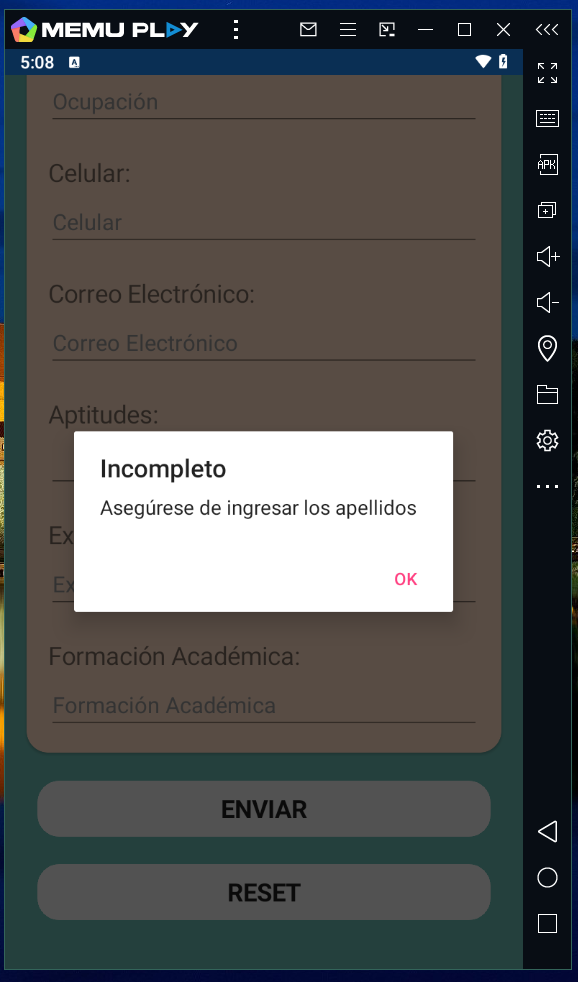 MEMU PLAY
5:08
A
Ocupación
Celular:
Celular
Correo Electrónico:
Correo Electrónico
Aptitudes:
Incompleto
Asegúrese de ingresar los apellidos
OK
Ex
Ex
Formación Académica:
Formación Académica
ENVIAR
RESET
APK